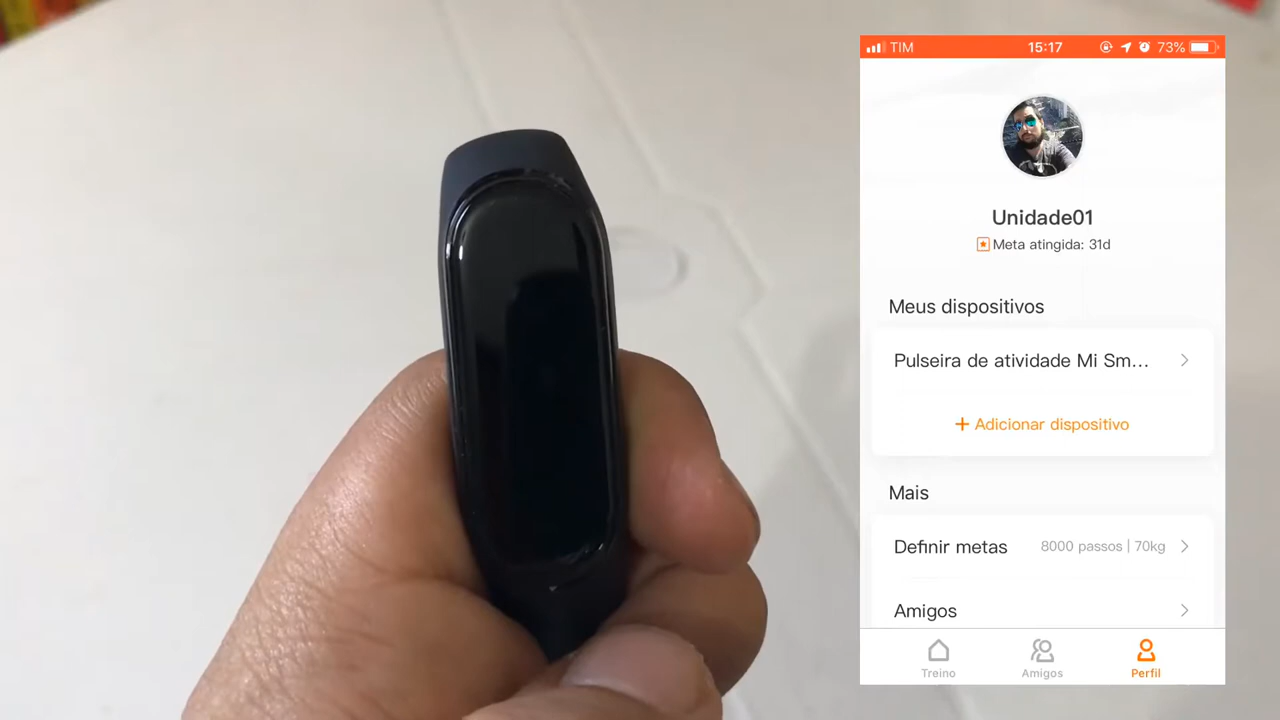 TIM 15:17 73%
Unidade01
Meta atingida: 31d
Meus dispositivos
Pulseira de atividade Mi Sm...
+ Adicionar dispositivo
Mais
Definir metas 8000 passos | 70kg
Amigos
Treino Amigos Perfil